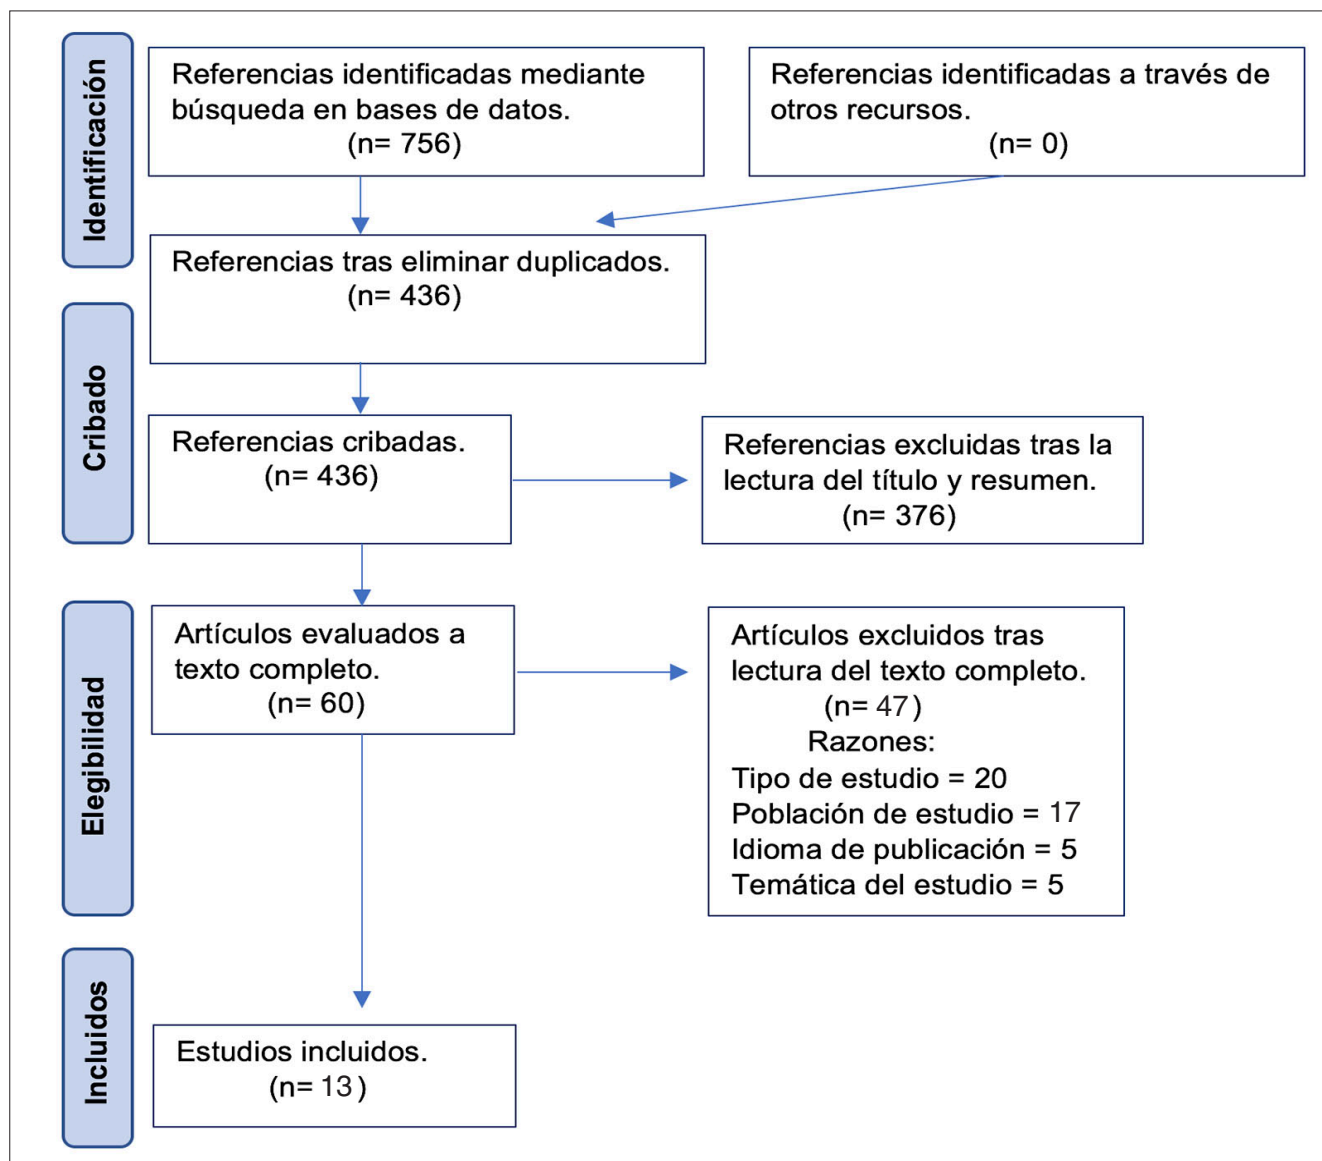 Identificación
Referencias identificadas mediante
búsqueda en bases de datos.
(n= 756)
Referencias identificadas a través de
otros recursos.
(n= 0)
Referencias tras eliminar duplicados.
(n= 436)
Cribado
Referencias cribadas.
(n= 436)
Referencias excluidas tras la
lectura del título y resumen.
(n= 376)
Elegibilidad
Artículos evaluados a
texto completo.
(n= 60)
Artículos excluidos tras
lectura del texto completo.
(n= 47)
Razones:
Tipo de estudio = 20
Población de estudio = 17
Idioma de publicación = 5
Temática del estudio = 5
Incluidos
Estudios incluidos.
(n= 13)